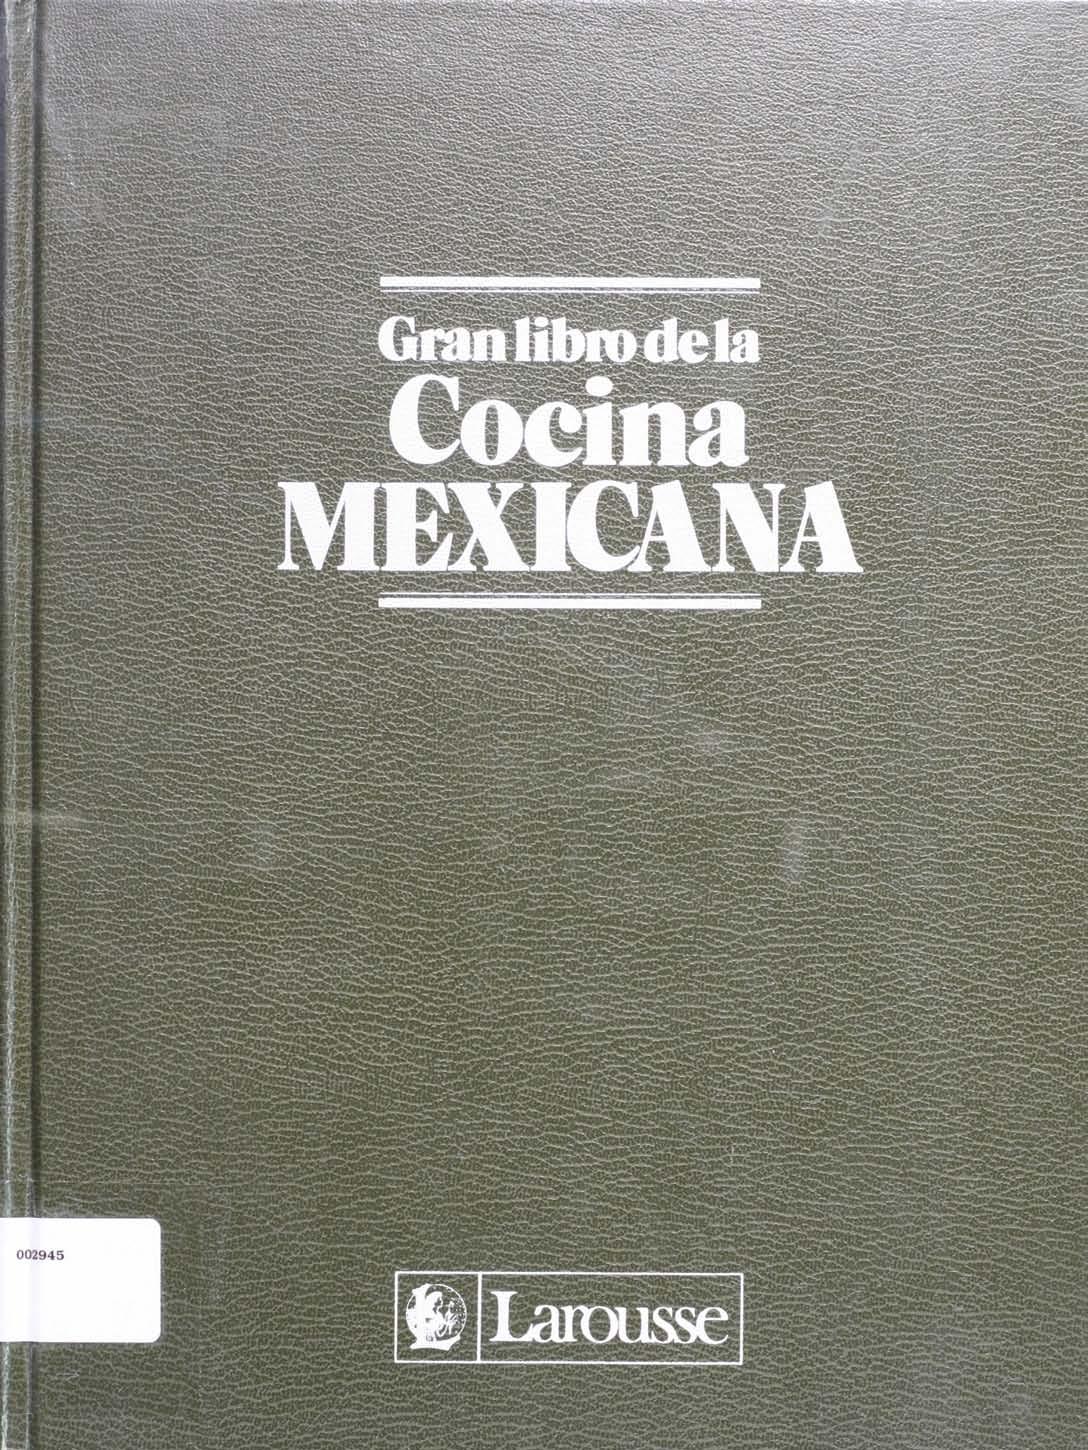 Gran libro de la
Cocina
MEXICANA
002945
Larousse